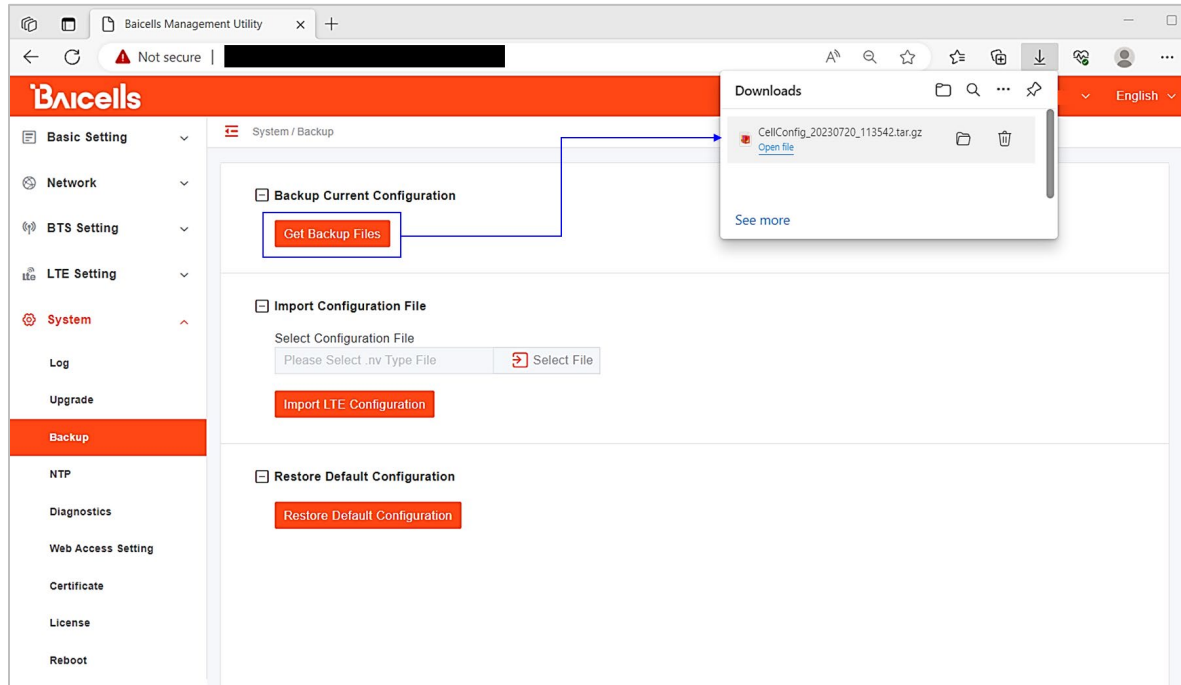 Baicells Management Utility
Not secure
Downloads
CellConfig_20230720_113542.tar.gz
Open file
See more
Baicells
English
Basic Setting
Network
BTS Setting
LTE Setting
System
Log
Upgrade
Backup
NTP
Diagnostics
Web Access Setting
Certificate
License
Reboot
System / Backup
Backup Current Configuration
Get Backup Files
Import Configuration File
Select Configuration File
Please Select .nv Type File
Select File
Import LTE Configuration
Restore Default Configuration
Restore Default Configuration